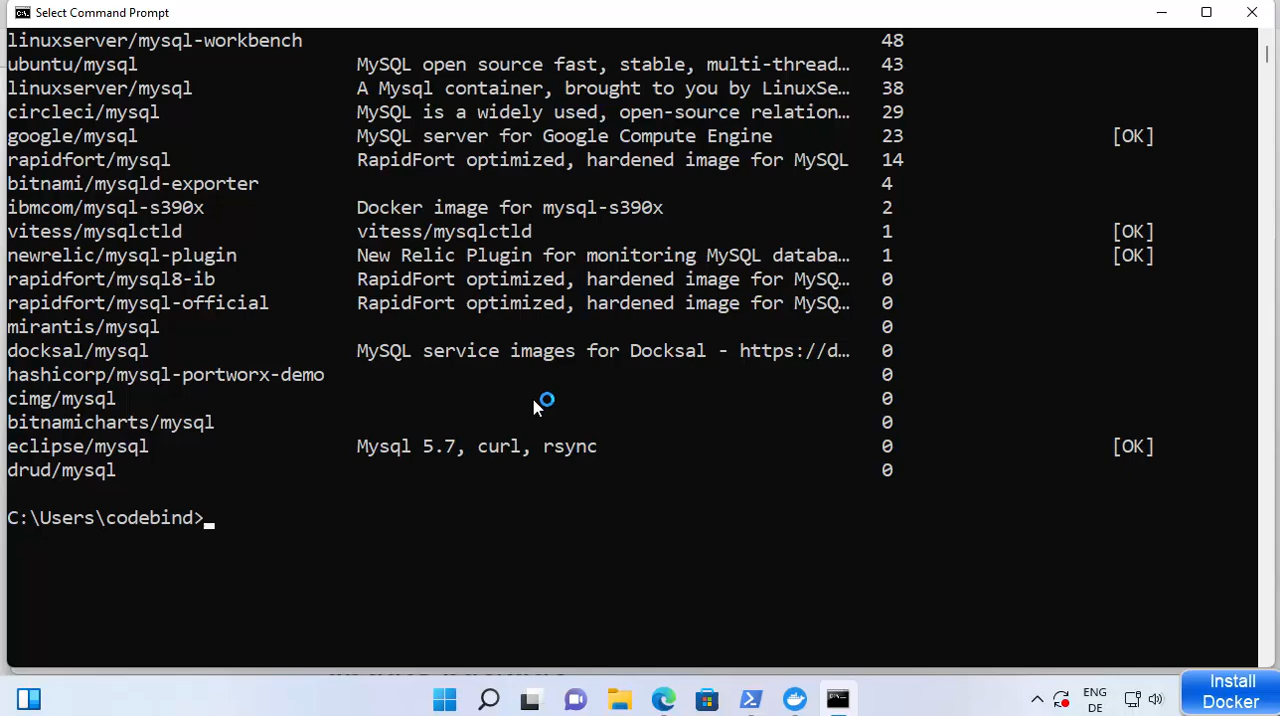 Select Command Prompt
linuxserver/mysql-workbench 48
ubuntu/mysql MySQL open source fast, stable, multi-thread… 43
linuxserver/mysql A Mysql container, brought to you by LinuxSe… 38
circleci/mysql MySQL is a widely used, open-source relation… 29
google/mysql MySQL server for Google Compute Engine 23 [OK]
rapidfort/mysql RapidFort optimized, hardened image for MySQL 14
bitnami/mysqld-exporter 4
ibmcom/mysql-s390x Docker image for mysql-s390x 2
vitess/mysqlctld vitess/mysqlctld 1 [OK]
newrelic/mysql-plugin New Relic Plugin for monitoring MySQL databa… 1 [OK]
rapidfort/mysql8-ib RapidFort optimized, hardened image for MySQ… 0
rapidfort/mysql-official RapidFort optimized, hardened image for MySQ… 0
mirantis/mysql 0
docksal/mysql MySQL service images for Docksal - https://d… 0
hashicorp/mysql-portworx-demo 0
cimg/mysql 0
bitnamicharts/mysql 0
eclipse/mysql Mysql 5.7, curl, rsync 0 [OK]
drud/mysql 0
C:\Users\codebind>
ENG
DE
Install
Docker